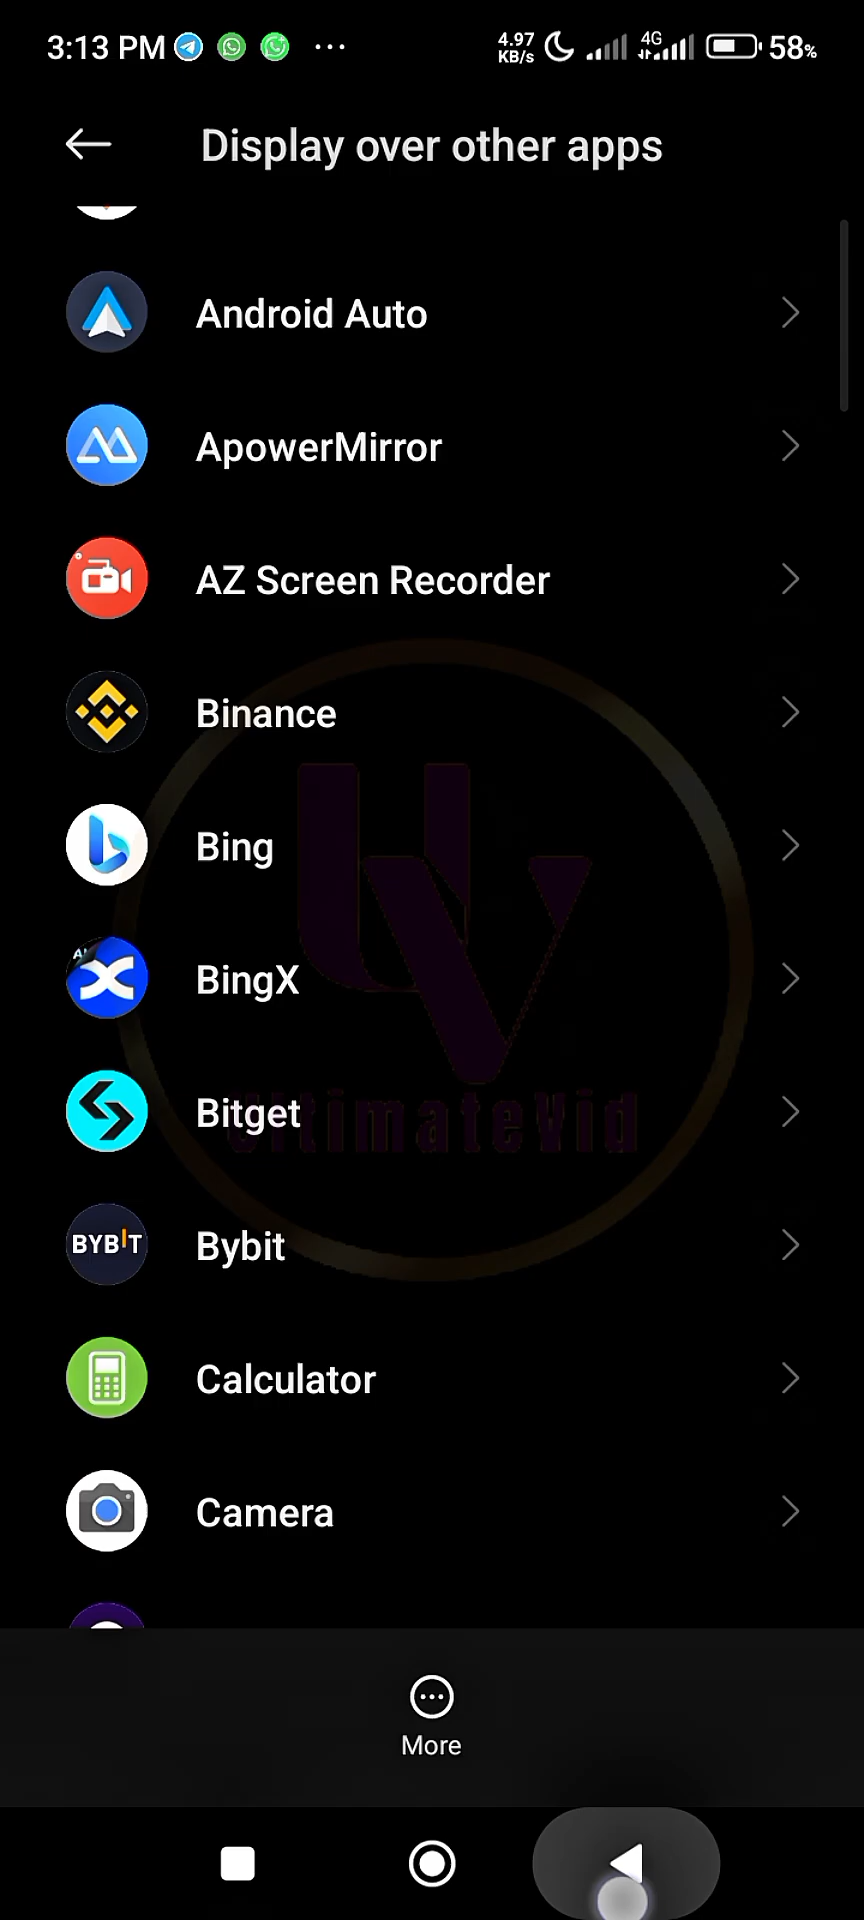 3:13 PM
4.97
KB/s
4G
58%
Display over other apps
Android Auto
ApowerMirror
AZ Screen Recorder
Binance
Bing
BingX
Bitget
UltimateVid
BYBIT
Bybit
Calculator
Camera
More